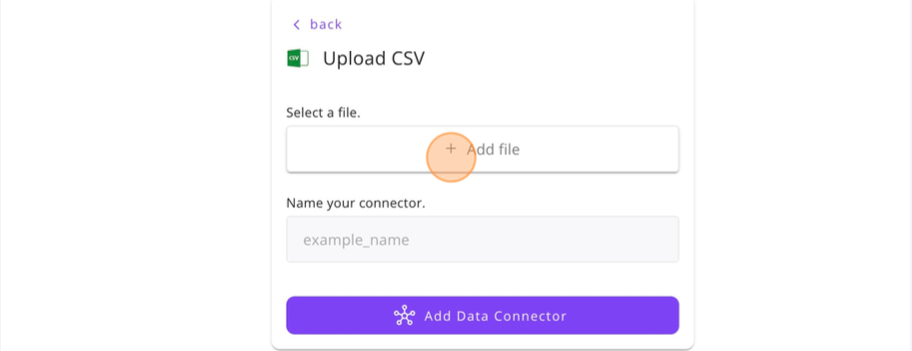 back
CSV Upload CSV
Select a file.
+ Add file
Name your connector.
example_name
Add Data Connector